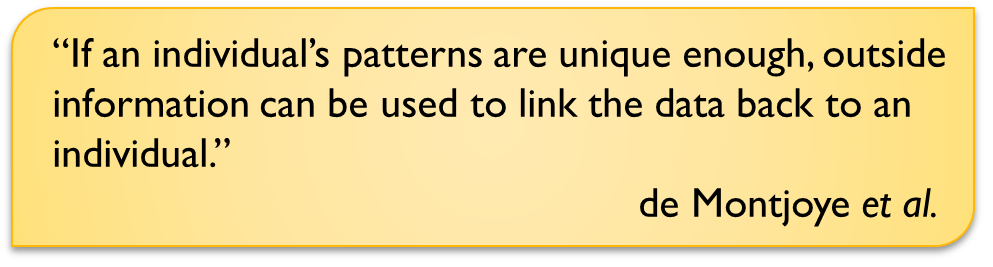 “If an individual’s patterns are unique enough, outside
information can be used to link the data back to an
individual.”
de Montjoye et al.